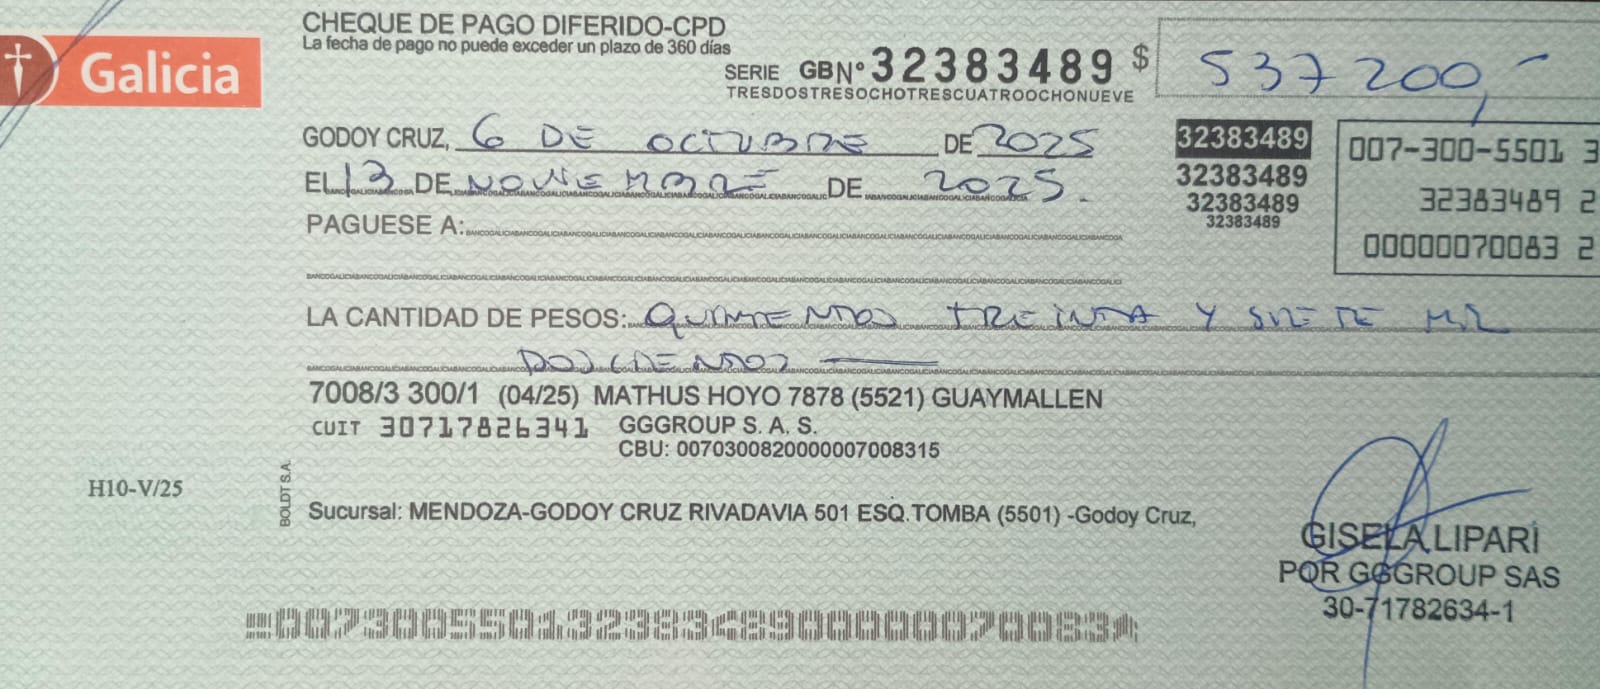 CHEQUE DE PAGO DIFERIDO-CPD
La fecha de pago no puede exceder un plazo de 360 días
Galicia
SERIE GB Nº 32383489 $ 537200,-
TRESDOSTRESOCHOTRESCUATROOCHONUEVE
GODOY CRUZ, 6 DE OCTUBRE DE 2025
EL 13 DE NOVIEMBRE DE 2025.
32383489
32383489
32383489
32383489
007-300-5501 3
32383489 2
00000070083 2
PAGUESE A:
LA CANTIDAD DE PESOS: QUINIENTOS TREINTA Y SIETE MIL
DOSCIENTOS
7008/3 300/1 (04/25) MATHUS HOYO 7878 (5521) GUAYMALLEN
CUIT 30717826341 GGGROUP S. A. S.
CBU: 0070300820000007008315
H10-V/25
BOLDT S.A.
Sucursal: MENDOZA-GODOY CRUZ RIVADAVIA 501 ESQ.TOMBA (5501) -Godoy Cruz,
GISELA LIPARI
POR GGGROUP SAS
30-71782634-1
00730055013238348900000070083